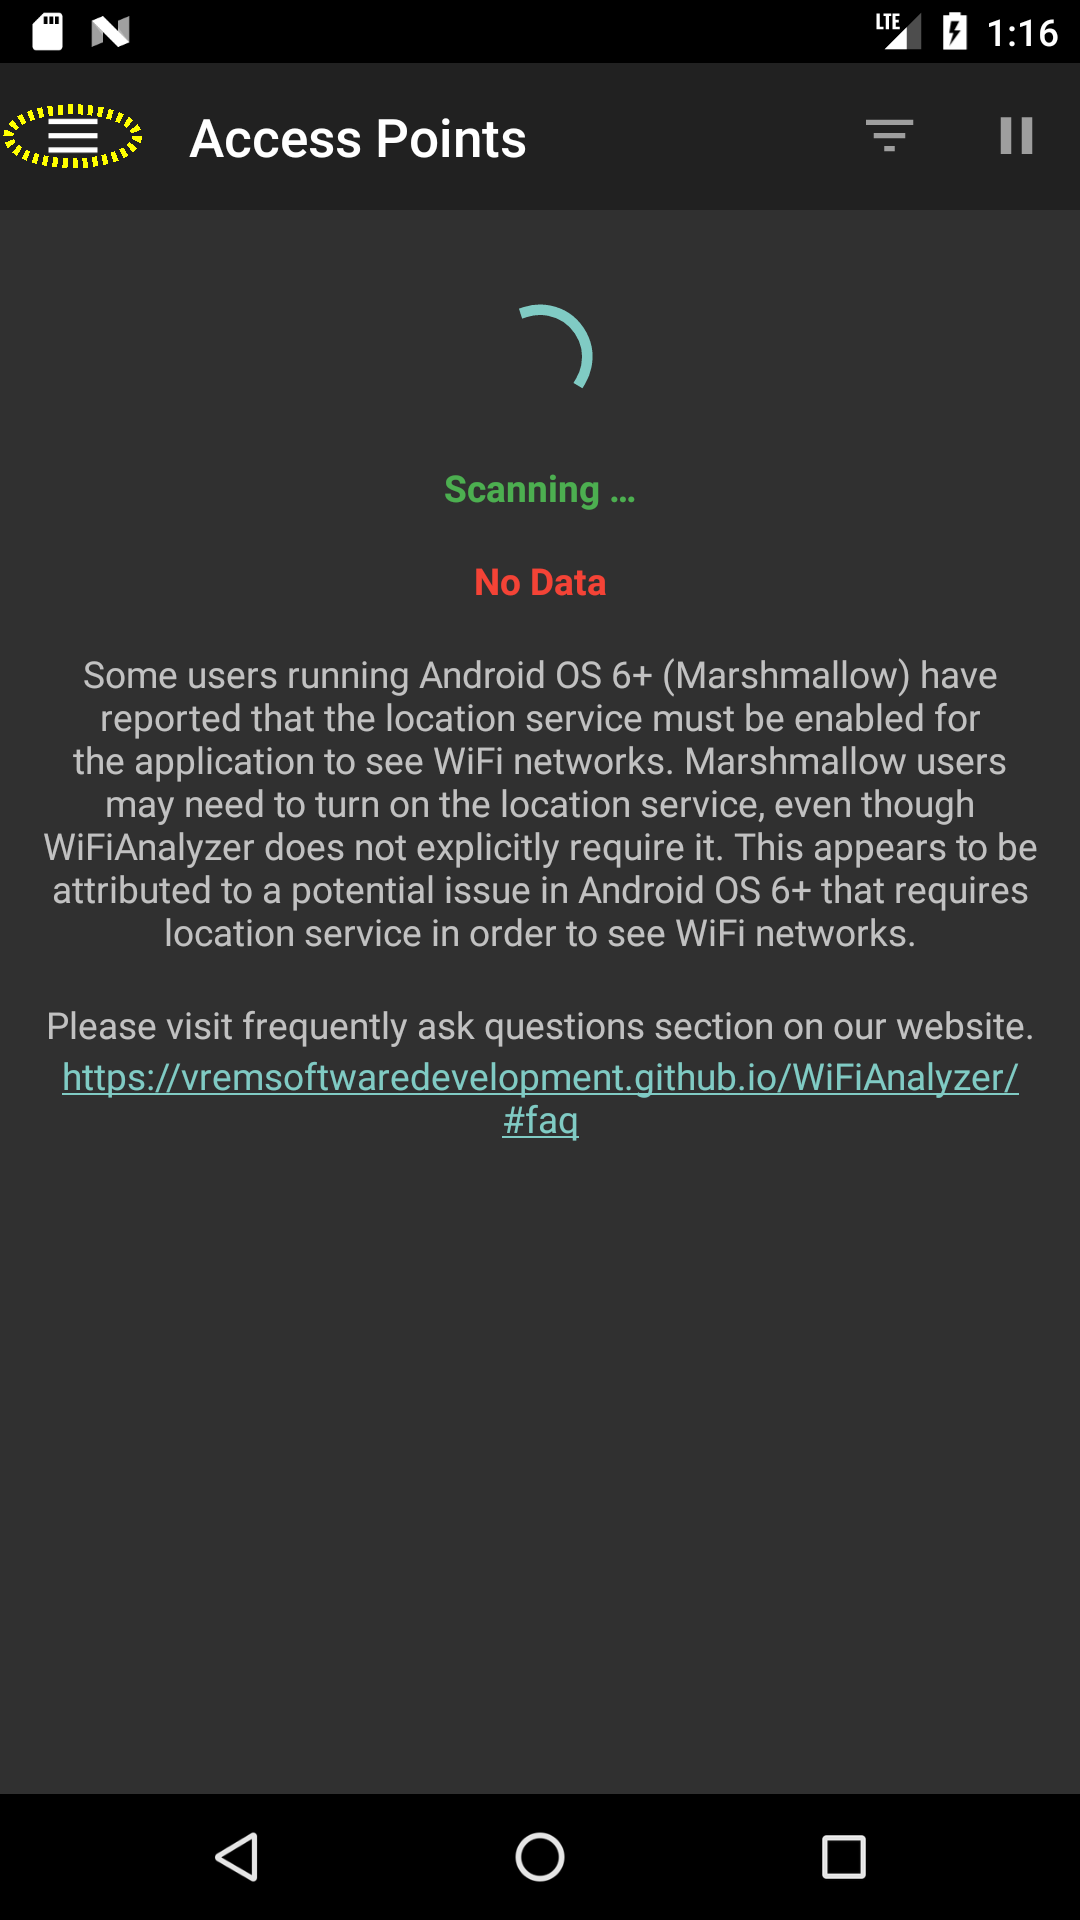 LTE 1:16
Access Points
Scanning ...
No Data
Some users running Android OS 6+ (Marshmallow) have
reported that the location service must be enabled for
the application to see WiFi networks. Marshmallow users
may need to turn on the location service, even though
WiFiAnalyzer does not explicitly require it. This appears to be
attributed to a potential issue in Android OS 6+ that requires
location service in order to see WiFi networks.
Please visit frequently ask questions section on our website.
https://vremsoftwaredevelopment.github.io/WiFiAnalyzer/
#faq